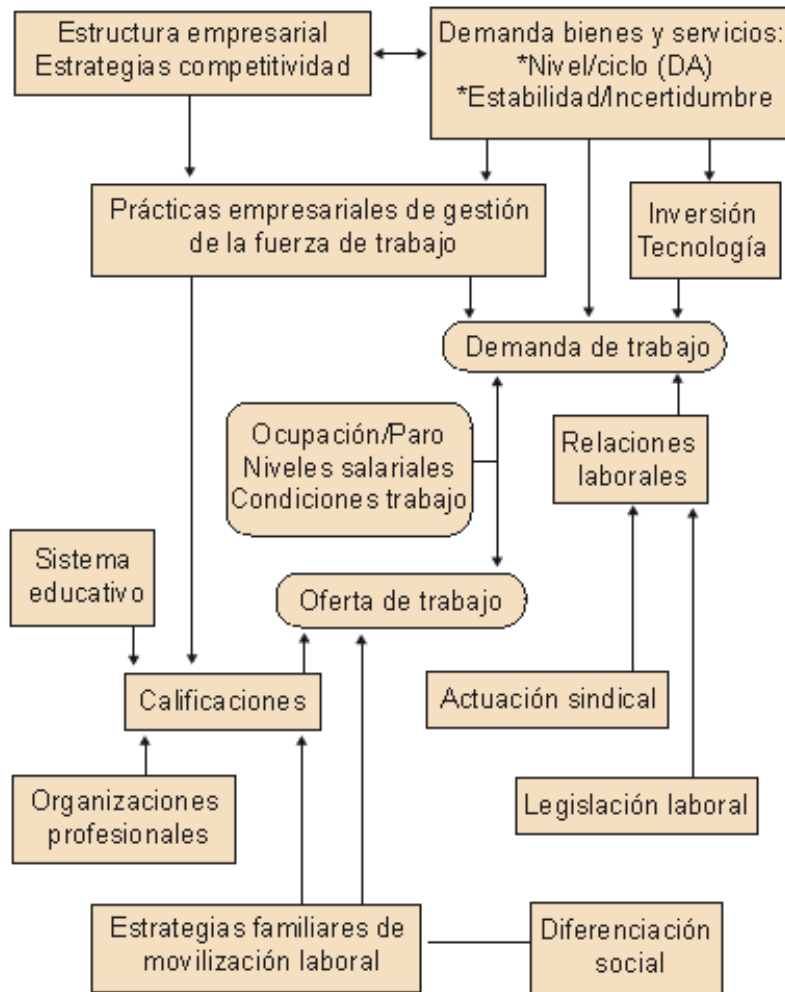 Estructura empresarial
Estrategias competitividad
Demanda bienes y servicios:
*Nivel/ciclo (DA)
*Estabilidad/Incertidumbre
Prácticas empresariales de gestión
de la fuerza de trabajo
Inversión
Tecnología
Demanda de trabajo
Ocupación/Paro
Niveles salariales
Condiciones trabajo
Relaciones
laborales
Sistema
educativo
Oferta de trabajo
Calificaciones
Actuación sindical
Organizaciones
profesionales
Legislación laboral
Estrategias familiares de
movilización laboral
Diferenciación
social